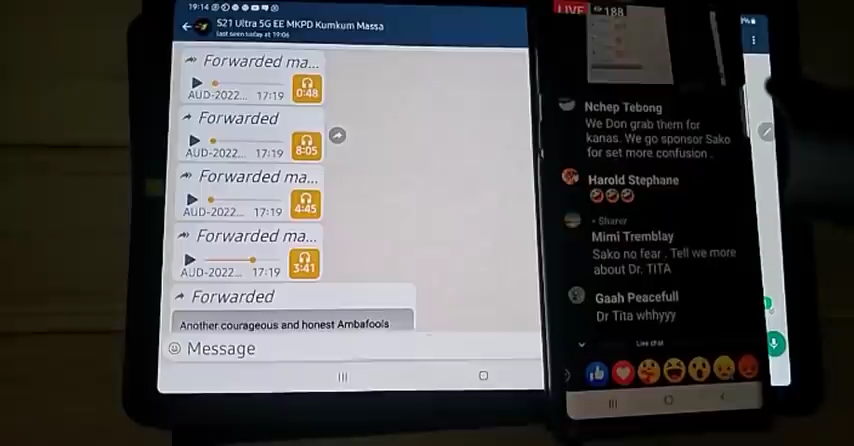 19:14
S21 Ultra 5G EE MKPD Kumkum Massa
last seen today at 19:06
Forwarded ma...
AUD-2022... 17:19 0:48
Forwarded
AUD-2022... 17:19 8:05
Forwarded ma...
AUD-2022... 17:19 4:45
Forwarded ma...
AUD-2022... 17:19 3:41
Forwarded
Another courageous and honest Ambafools
Message
LIVE 188
Nchep Tebong
We Don grab them for
kanas. We go sponsor Sako
for set more confusion .
Harold Stephane
• Sharer
Mimi Tremblay
Sako no fear . Tell we more
about Dr. TITA
Gaah Peacefull
Dr Tita whhyyy
Live chat